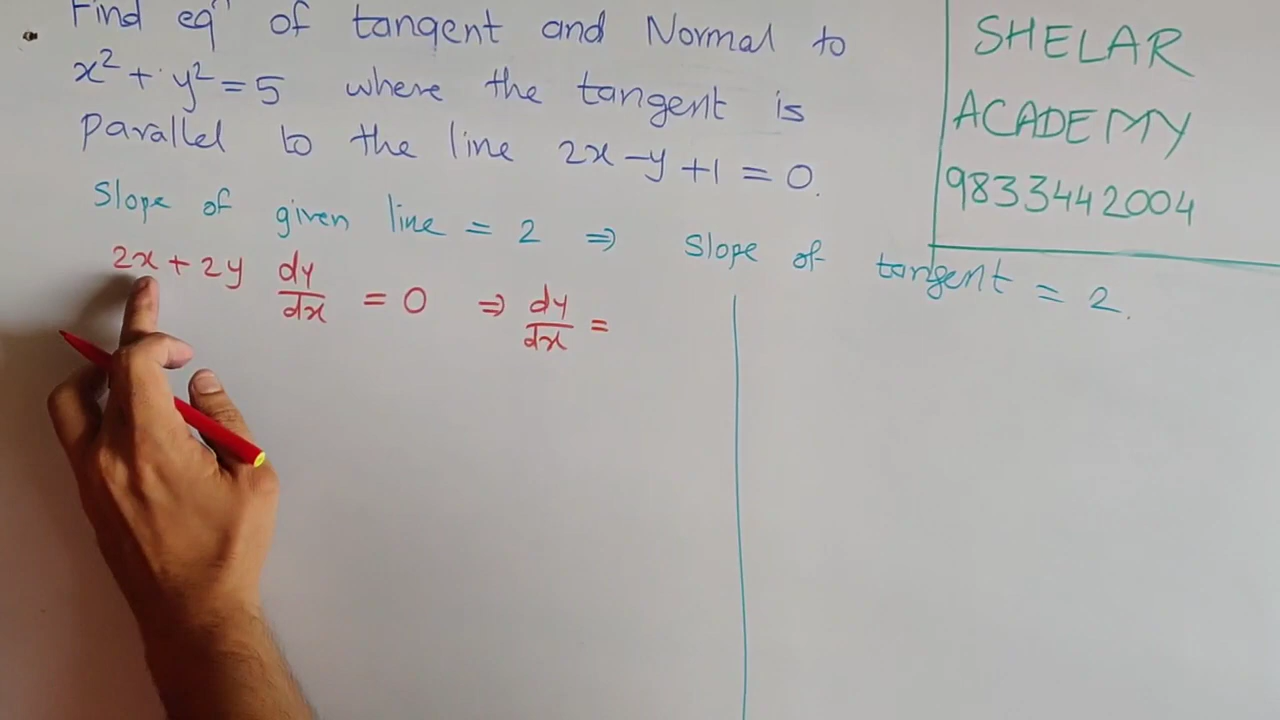 Find eqⁿ of tangent and Normal to
x² + y² = 5 where the tangent is
parallel to the line 2x - y + 1 = 0.
SHELAR
ACADEMY
9833442004
Slope of given line = 2 ⇒ Slope of tangent = 2.
2x + 2y dy/dx = 0 ⇒ dy/dx =